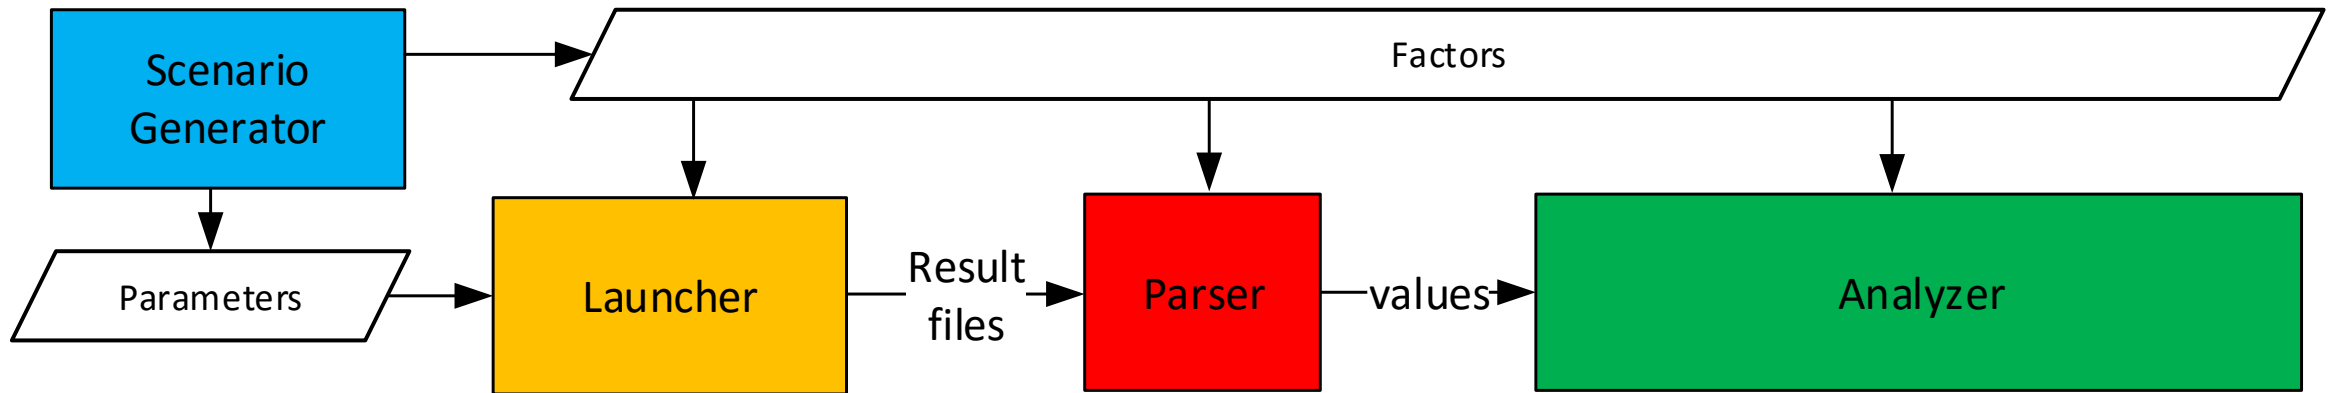 Scenario
Generator
Factors
Parameters
Launcher
Result
files
Parser
values
Analyzer